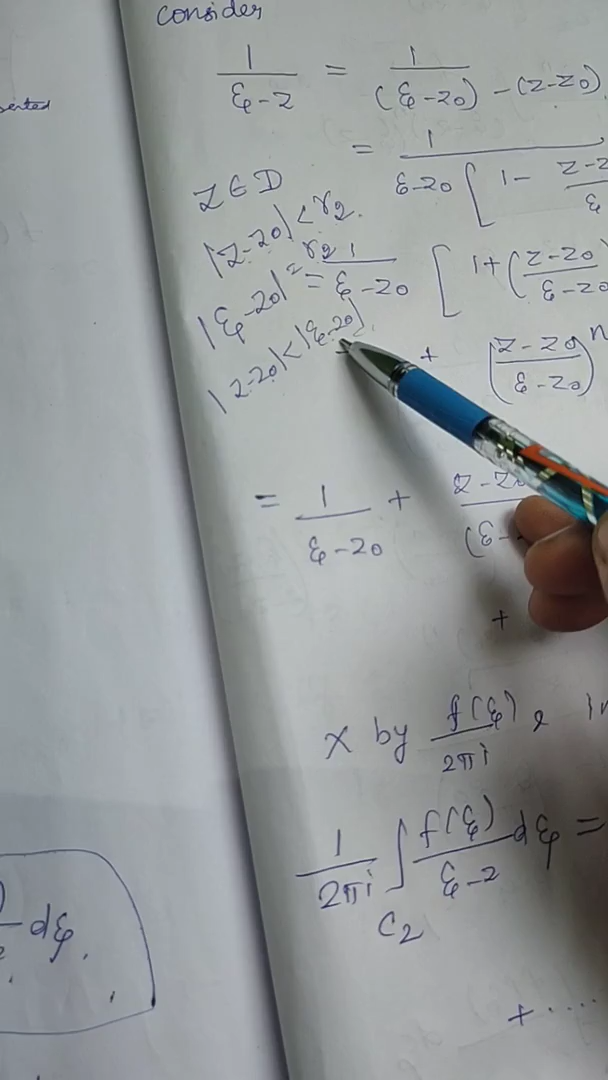 consider
1/(ξ-z) = 1/((ξ-z0) - (z-z0))
= 1/(ξ-z0 [1 -
z ∈ D
|z-z0| < r2.
|ξ-z0| = r2
= 1/(ξ-z0) [1 + ((z-z0)/(ξ-z0)
|z-z0| < |ξ-z0|
+ ((z-z0)/(ξ-z0))^n
= 1/(ξ-z0) +
+
x by f(ξ)/2πi &
1/2πi ∫C2 f(ξ)/(ξ-z) dξ =
dξ.
+ ....